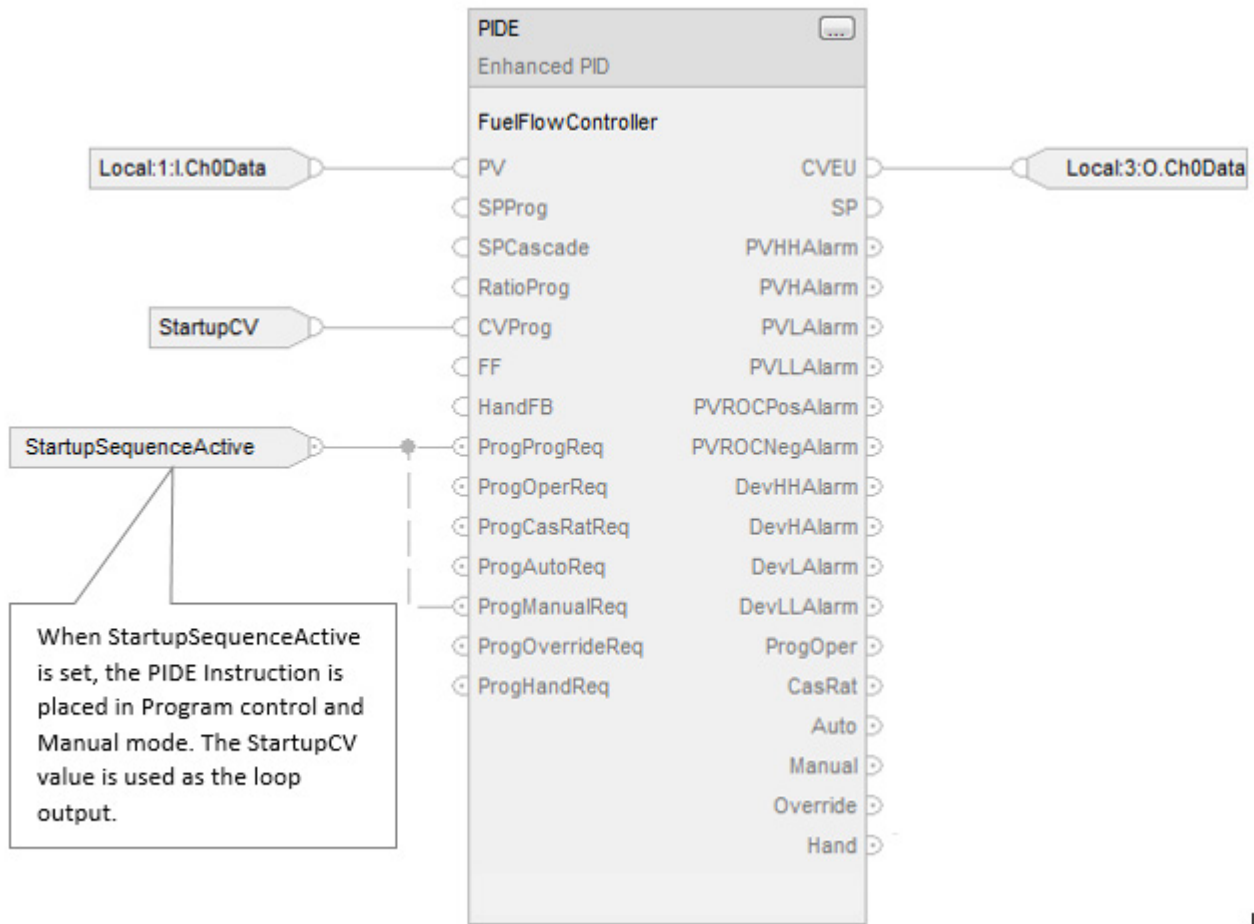 PIDE ...
Enhanced PID
FuelFlowController
Local:1:I.Ch0Data PV CVEU Local:3:O.Ch0Data
SPProg SP
SPCascade PVHHAlarm
RatioProg PVHAlarm
StartupCV CVProg PVLAlarm
FF PVLLAlarm
HandFB PVROCPosAlarm
StartupSequenceActive ProgProgReq PVROCNegAlarm
ProgOperReq DevHHAlarm
ProgCasRatReq DevHAlarm
ProgAutoReq DevLAlarm
ProgManualReq DevLLAlarm
ProgOverrideReq ProgOper
ProgHandReq CasRat
Auto
Manual
Override
Hand
When StartupSequenceActive
is set, the PIDE Instruction is
placed in Program control and
Manual mode. The StartupCV
value is used as the loop
output.